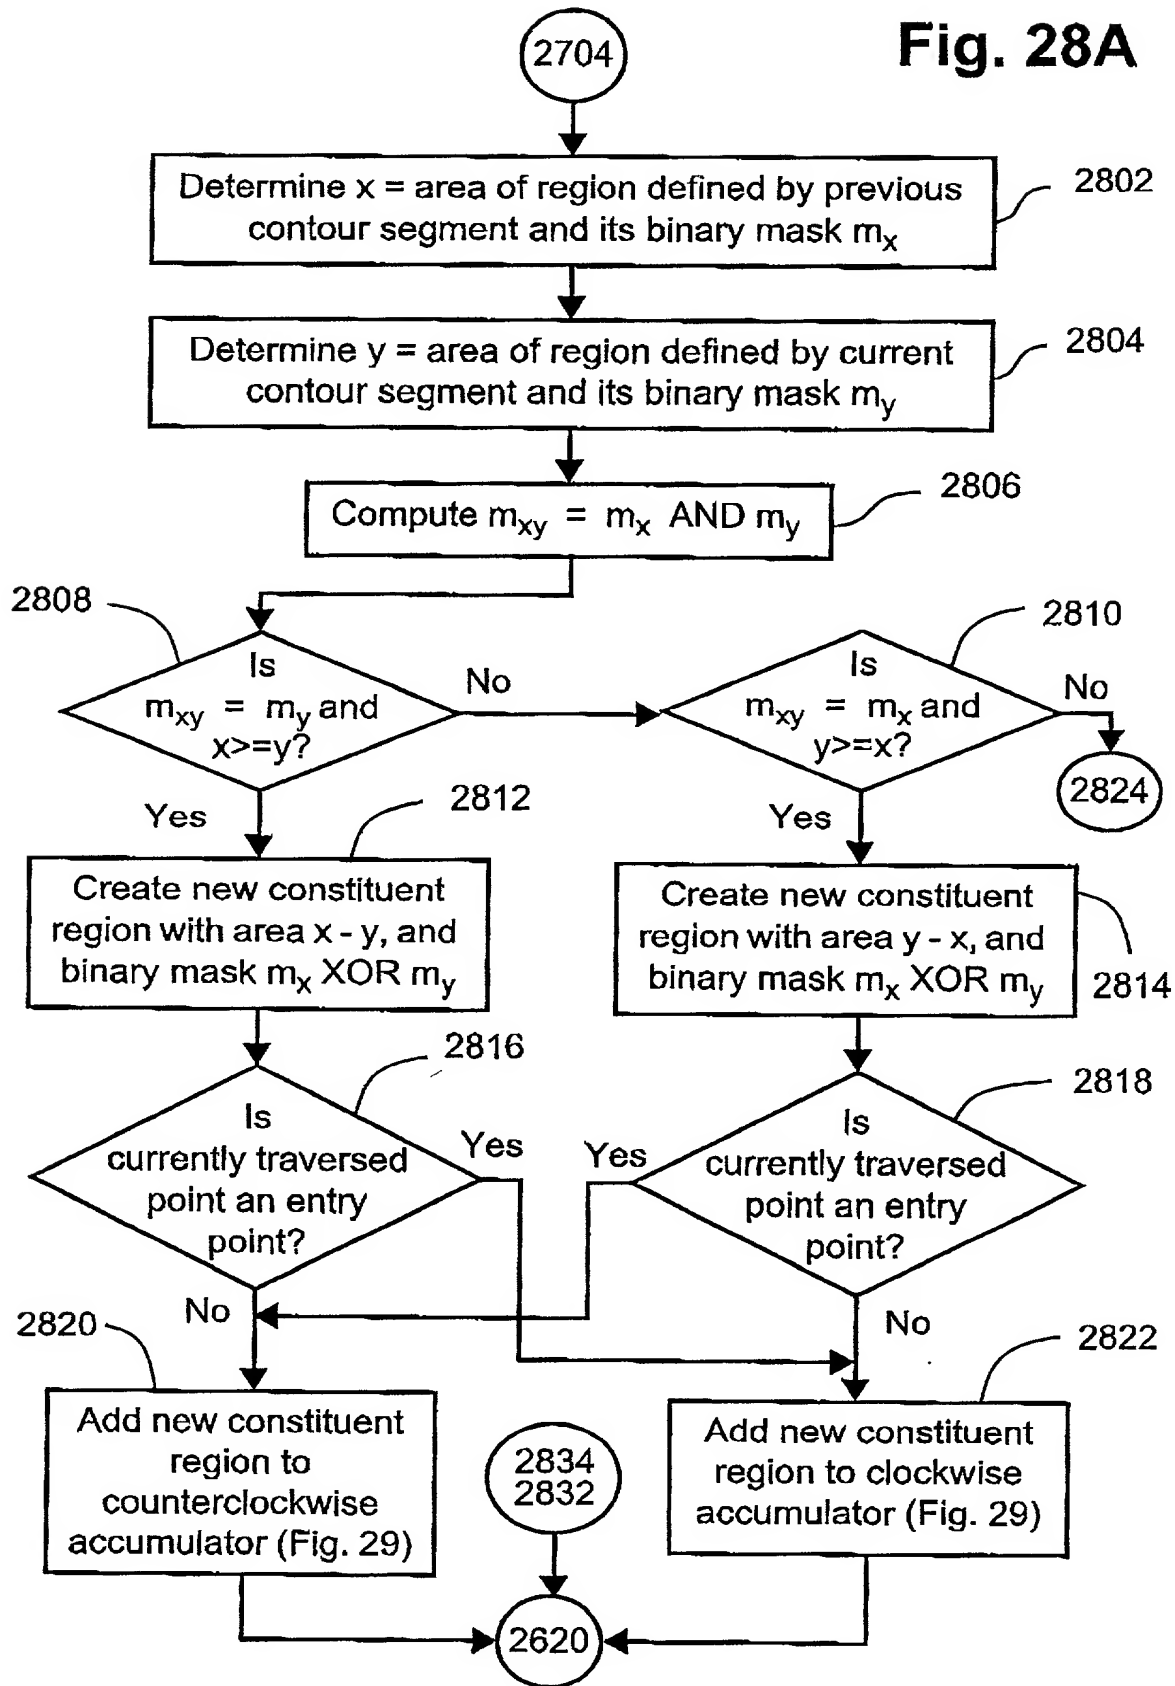 Fig. 28A
2704
Determine x = area of region defined by previous
contour segment and its binary mask mx
2802
Determine y = area of region defined by current
contour segment and its binary mask my
2804
Compute mxy = mx AND my
2806
2808
Is
mxy = my and
x>=y?
No
2810
Is
mxy = mx and
y>=x?
No
2824
Yes
2812
Yes
Create new constituent
region with area x - y, and
binary mask mx XOR my
Create new constituent
region with area y - x, and
binary mask mx XOR my
2814
2816
Is
currently traversed
point an entry
point?
Yes
2818
Is
currently traversed
point an entry
point?
Yes
No
No
2820
2822
Add new constituent
region to
counterclockwise
accumulator (Fig. 29)
2834
2832
Add new constituent
region to clockwise
accumulator (Fig. 29)
2620